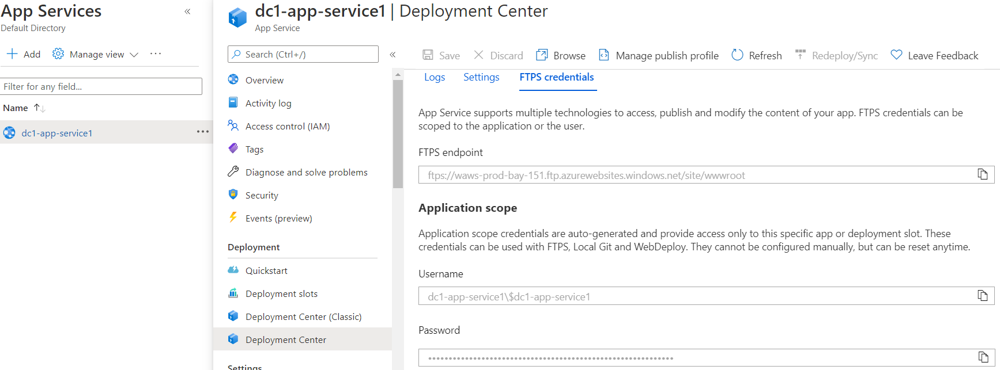 App Services
«
Default Directory
Add
Manage view
...
Filter for any field...
Name ↑↓
dc1-app-service1
...
dc1-app-service1 | Deployment Center
App Service
Search (Ctrl+/)
«
Overview
Activity log
Access control (IAM)
Tags
Diagnose and solve problems
Security
Events (preview)
Deployment
Quickstart
Deployment slots
Deployment Center (Classic)
Deployment Center
Settings
Save
Discard
Browse
Manage publish profile
Refresh
Redeploy/Sync
Leave Feedback
Logs
Settings
FTPS credentials
App Service supports multiple technologies to access, publish and modify the content of your app. FTPS credentials can be
scoped to the application or the user.
FTPS endpoint
ftps://waws-prod-bay-151.ftp.azurewebsites.windows.net/site/wwwroot
Application scope
Application scope credentials are auto-generated and provide access only to this specific app or deployment slot. These
credentials can be used with FTPS, Local Git and WebDeploy. They cannot be configured manually, but can be reset anytime.
Username
dc1-app-service1\$dc1-app-service1
Password